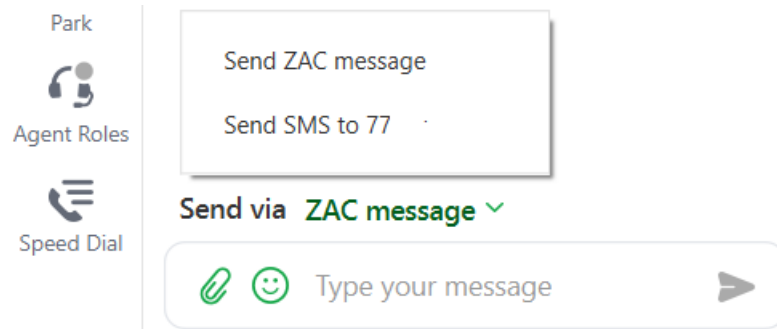 Park
Agent Roles
Speed Dial
Send ZAC message
Send SMS to 77
Send via ZAC message
Type your message